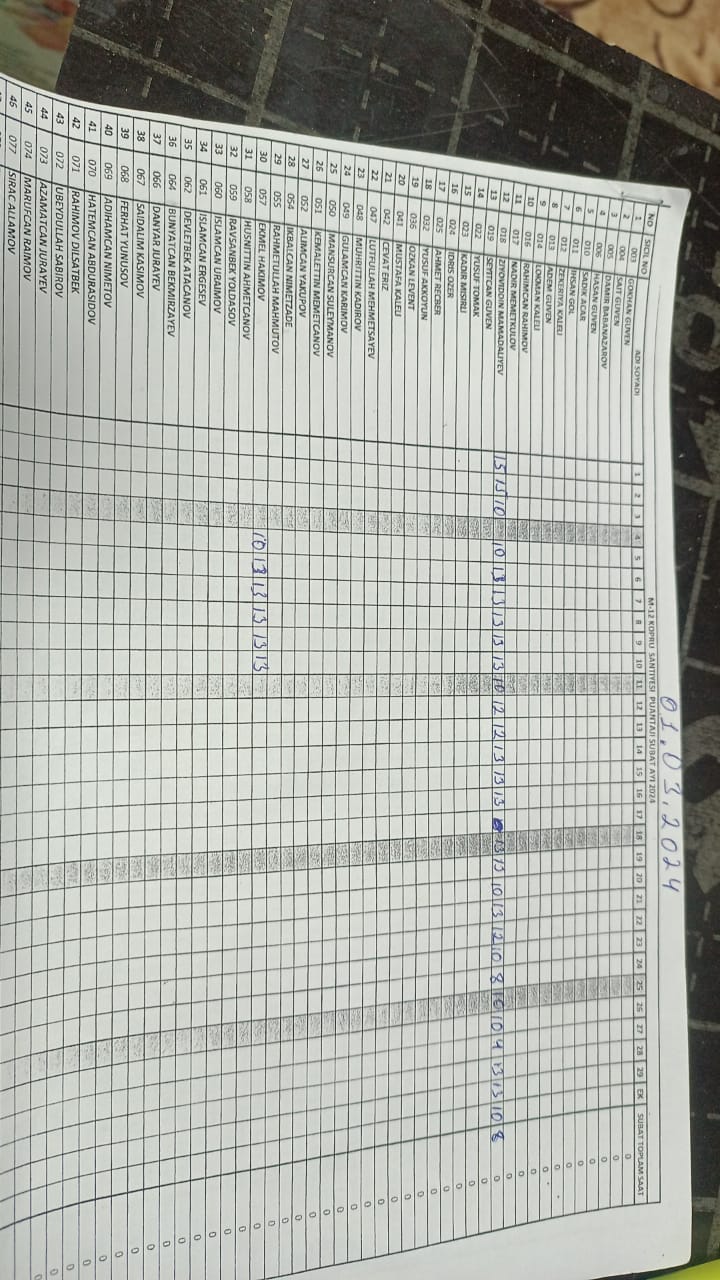 01.03.2024
M-12 KOPRU SANTIYESI PUANTAJI SUBAT AYI 2024
NO SICIL NO ADI SOYADI 1 2 3 4 5 6 7 8 9 10 11 12 13 14 15 16 17 18 19 20 21 22 23 24 25 26 27 28 29 EK SUBAT TOPLAM SAAT
1 003 GOKHAN GUVEN 0
2 004 SAIT GUVEN 0
3 005 DAMIR BABANAZAROV 0
4 006 HASAN GUVEN 0
5 010 SADIK ACAR 0
6 011 IHSAN GOL 0
7 012 ZEKERIYA KALELI 0
8 013 ADEM GUVEN 0
9 014 LOKMAN KALELI 0
10 016 RAHIMCAN RAHIMOV 0
11 017 NADIR MEMETKULOV 0
12 018 ZIYOVIDDIN MAMADALIYEV 10 10 13 13 13 13 13 10 12 12 13 13 13 13 13 10 13 12 10 8 10 10 4 13 13 10 8 0
13 019 SEYITCAN GUVEN 0
14 022 YUSUF TOMAK 0
15 023 KADIR MISIRLI 0
16 024 IDRIS OZER 0
17 025 AHMET RECBER 0
18 032 YUSUF AKKOYUN 0
19 036 OZKAN LEVENT 0
20 041 MUSTAFA KALELI 0
21 042 CEVAT ERIZ 0
22 047 LUTFULLAH MEHMETSAYEV 0
23 048 MUHRITTIN KADIROV 0
24 049 GULAMCAN KARIMOV 0
25 050 MANSURCAN SULEYMANOV 0
26 051 KEMALETTIN MEMETCANOV 0
27 052 ALIMCAN YAKUPOV 0
28 054 IKBALCAN NIMETZADE 0
29 055 RAHMETULLAH MAHMUTOV 0
30 057 EKMEL HAKIMOV 10 13 13 13 13 13 0
31 058 HUSNITTIN AHMETCANOV 0
32 059 RAVSANBEK YOLDASOV 0
33 060 ISLAMCAN URAIMOV 0
34 061 ISLAMCAN ERGESEV 0
35 062 DEVLETBEK ATACANOV 0
36 064 BUNYATCAN BEKMIRZAYEV 0
37 066 DANYAR JURAYEV 0
38 067 SAIDALIM KASIMOV 0
39 068 FERHAT YUNUSOV 0
40 069 ADIHAMCAN NIMETOV 0
41 070 HATEMCAN ABDURASIDOV 0
42 071 RAHIMOV DILSATBEK 0
43 072 UBEYDULLAH SABIROV 0
44 073 AZAMATCAN JURAYEV 0
45 074 MARUFCAN RAIMOV 0
46 077 SIRAC ALLAMOV